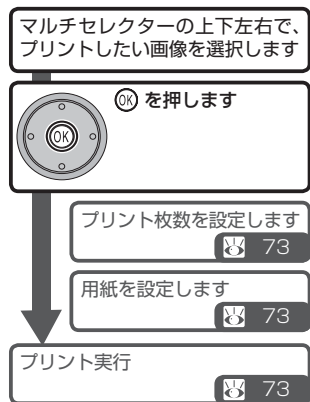 マルチセレクターの上下左右で、
プリントしたい画像を選択します
OK を押します
OK
プリント枚数を設定します
73
用紙を設定します
73
プリント実行
73